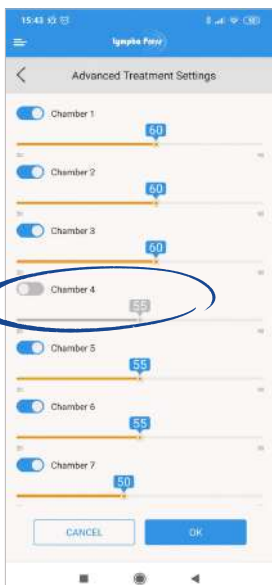 15:43
lympha Press
Advanced Treatment Settings
Chamber 1
60
Chamber 2
60
Chamber 3
60
Chamber 4
55
Chamber 5
55
Chamber 6
55
Chamber 7
50
CANCEL
OK